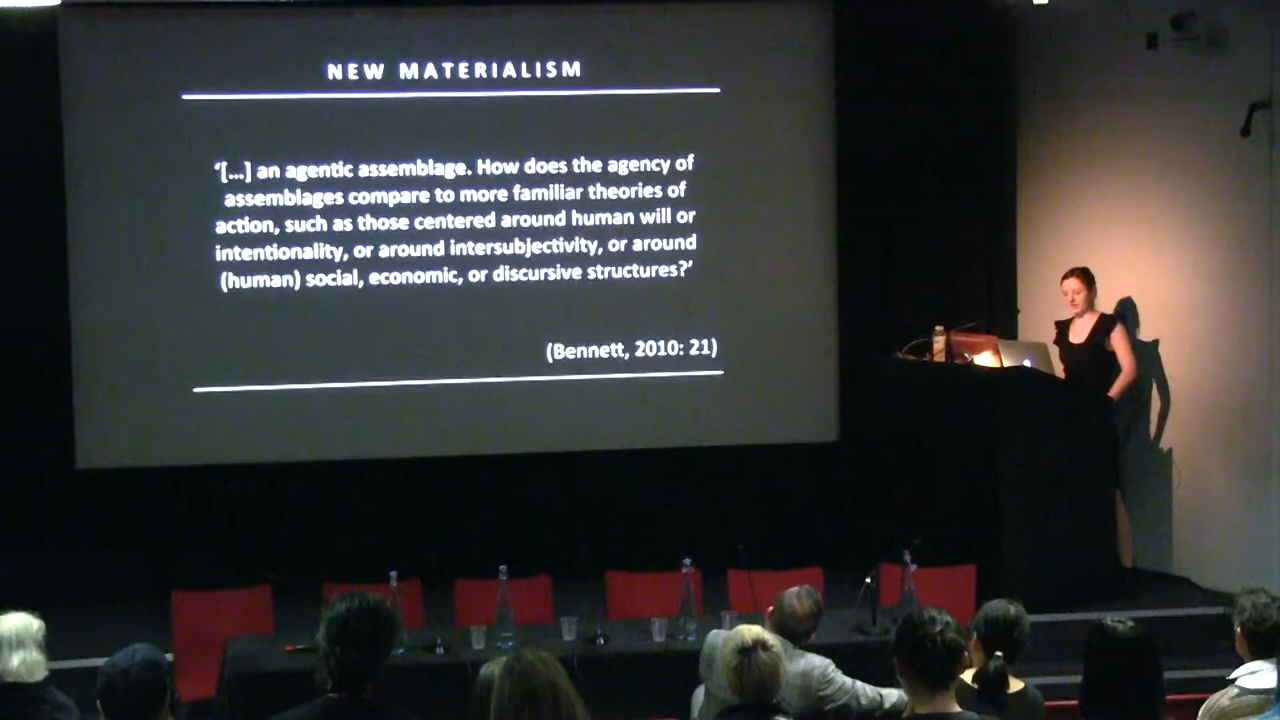 NEW MATERIALISM
‘[...] an agentic assemblage. How does the agency of
assemblages compare to more familiar theories of
action, such as those centered around human will or
intentionality, or around intersubjectivity, or around
(human) social, economic, or discursive structures?’
(Bennett, 2010: 21)